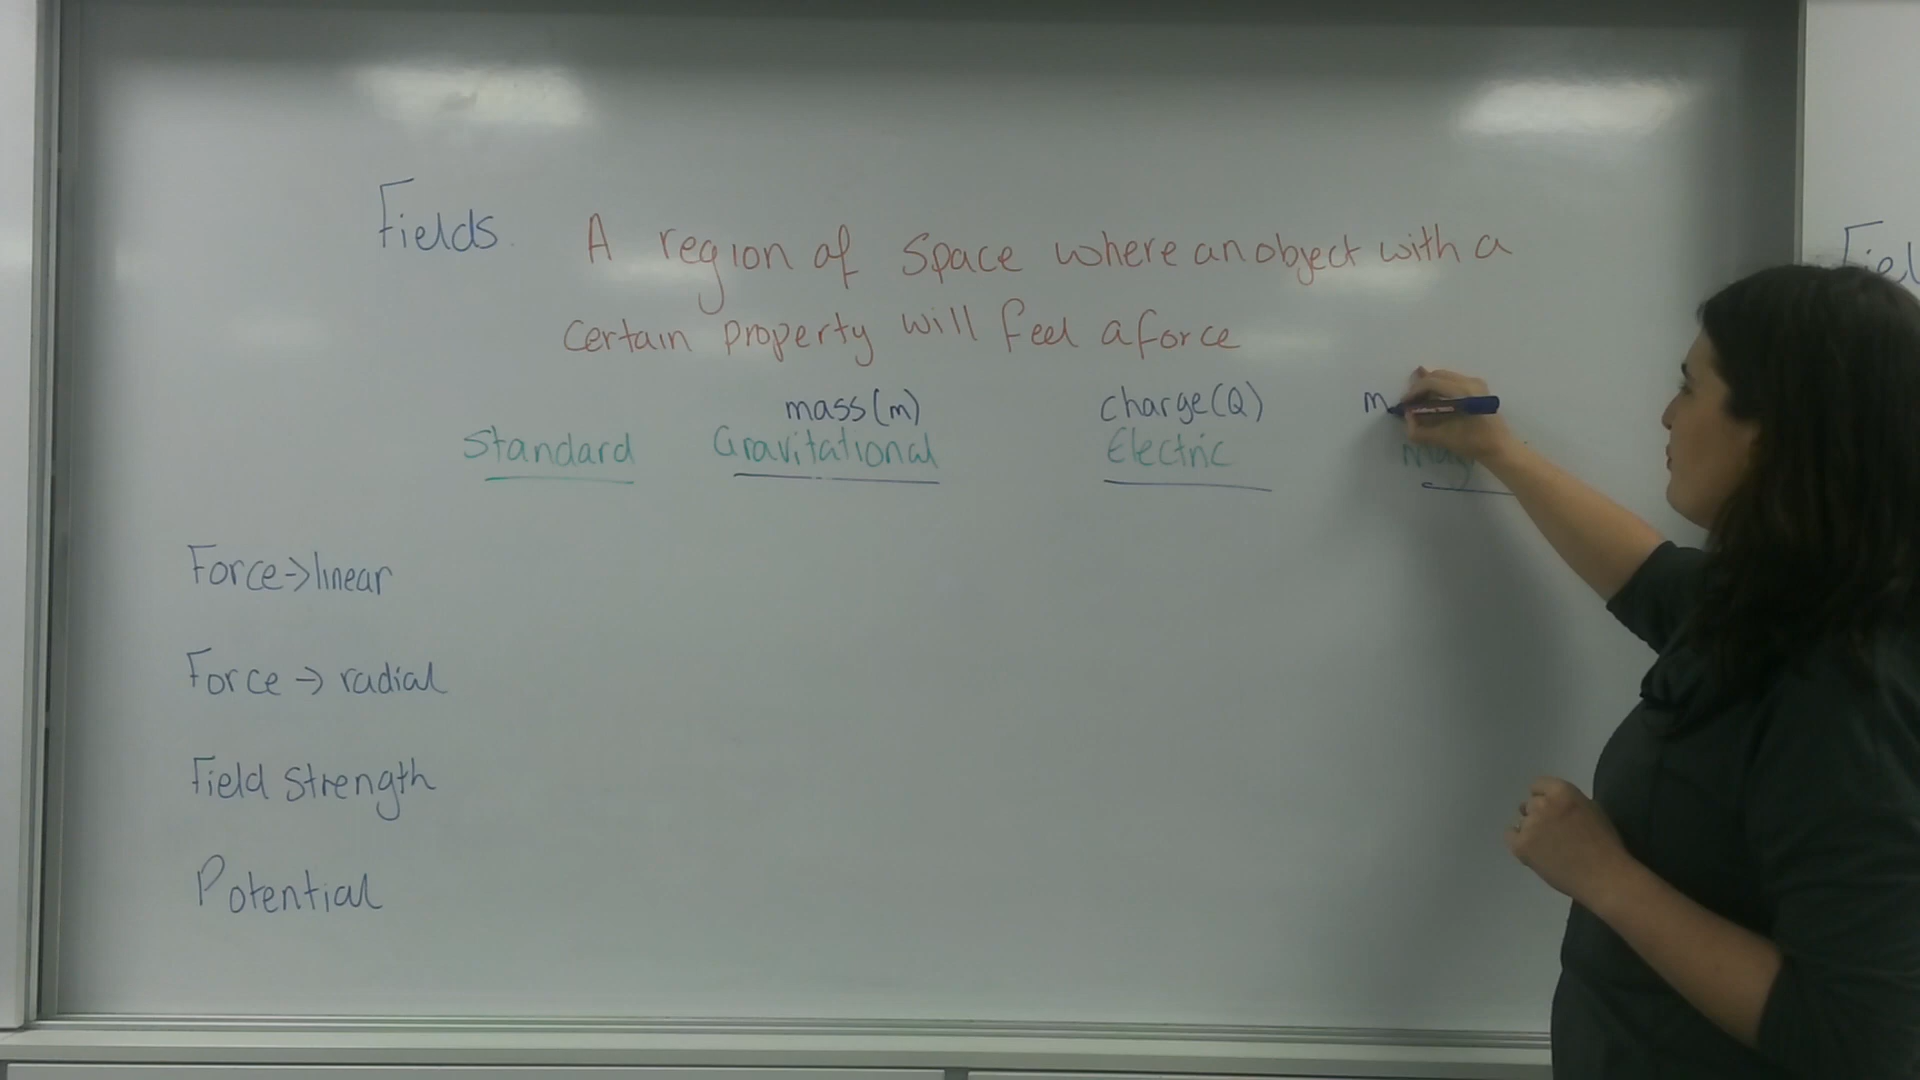 Fields. A region of Space where an object with a
certain property will feel a force
mass(m) charge(Q) m
Standard Gravitational Electric
Force->linear
Force -> radial
Field Strength
Potential